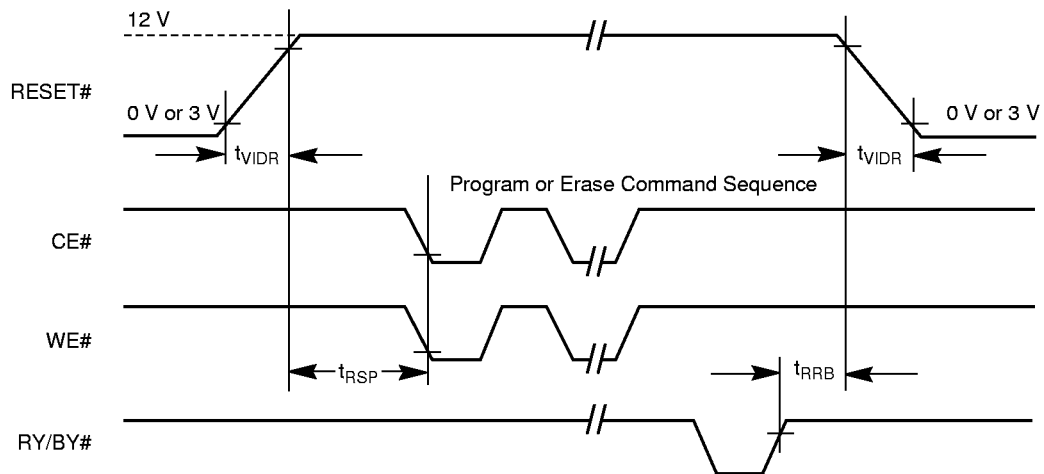 12 V
RESET#
0 V or 3 V
0 V or 3 V
tVIDR
tVIDR
Program or Erase Command Sequence
CE#
WE#
tRSP
tRRB
RY/BY#